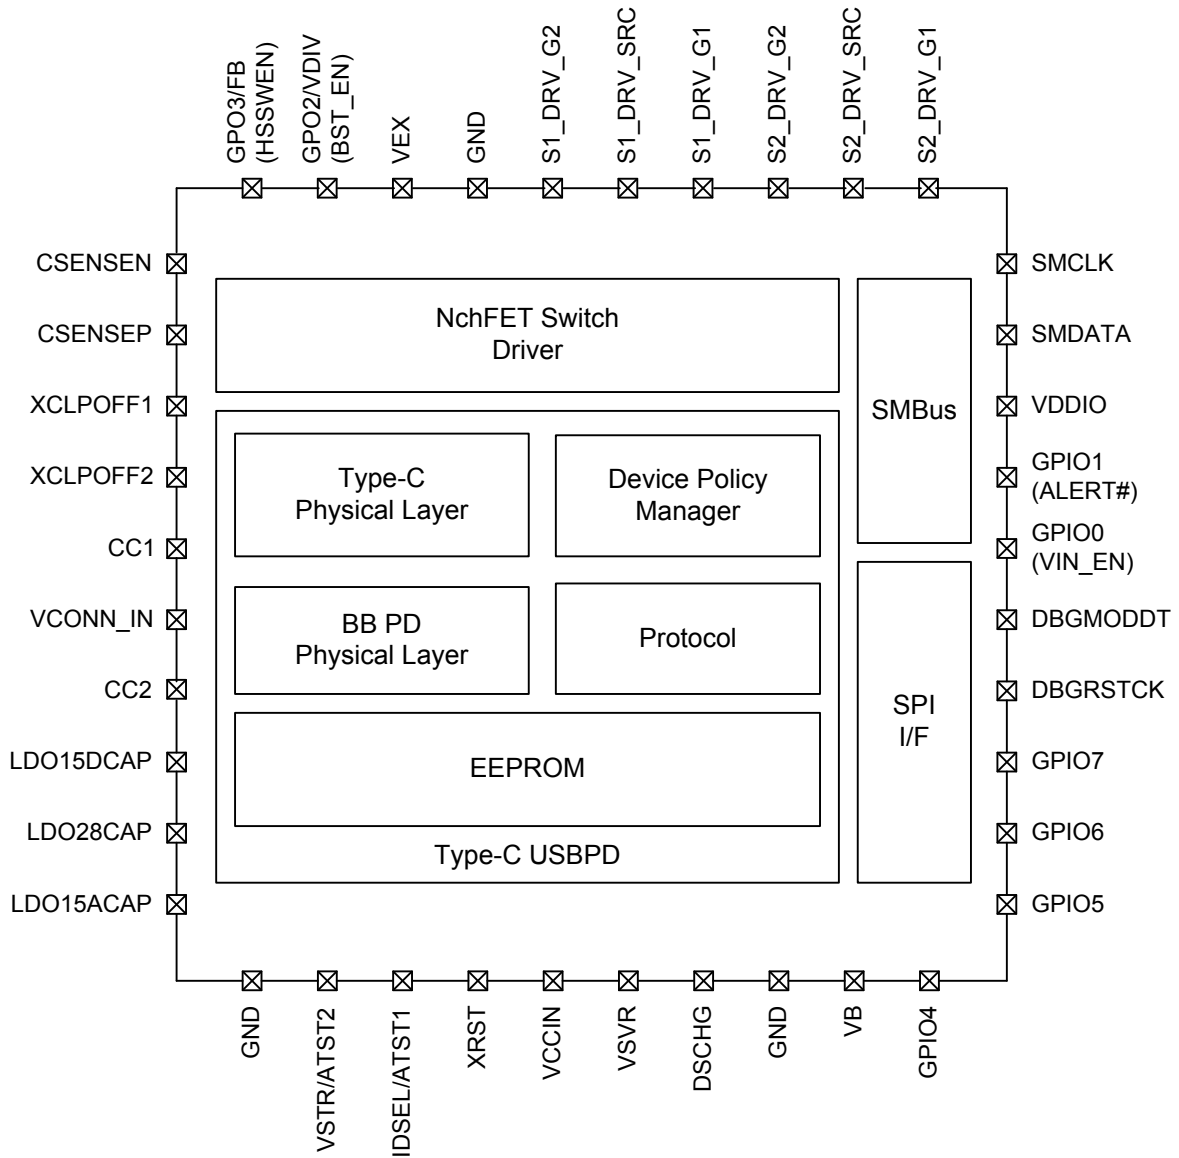 GPO3/FB
(HSSWEN)
GPO2/VDIV
(BST_EN)
VEX
GND
S1_DRV_G2
S1_DRV_SRC
S1_DRV_G1
S2_DRV_G2
S2_DRV_SRC
S2_DRV_G1
CSENSEN
CSENSEP
XCLPOFF1
XCLPOFF2
CC1
VCONN_IN
CC2
LDO15DCAP
LDO28CAP
LDO15ACAP
NchFET Switch
Driver
Type-C
Physical Layer
Device Policy
Manager
BB PD
Physical Layer
Protocol
EEPROM
Type-C USBPD
SMBus
SPI
I/F
SMCLK
SMDATA
VDDIO
GPIO1
(ALERT#)
GPIO0
(VIN_EN)
DBGMODDT
DBGRSTCK
GPIO7
GPIO6
GPIO5
GND
VSTR/ATST2
IDSEL/ATST1
XRST
VCCIN
VSVR
DSCHG
GND
VB
GPIO4